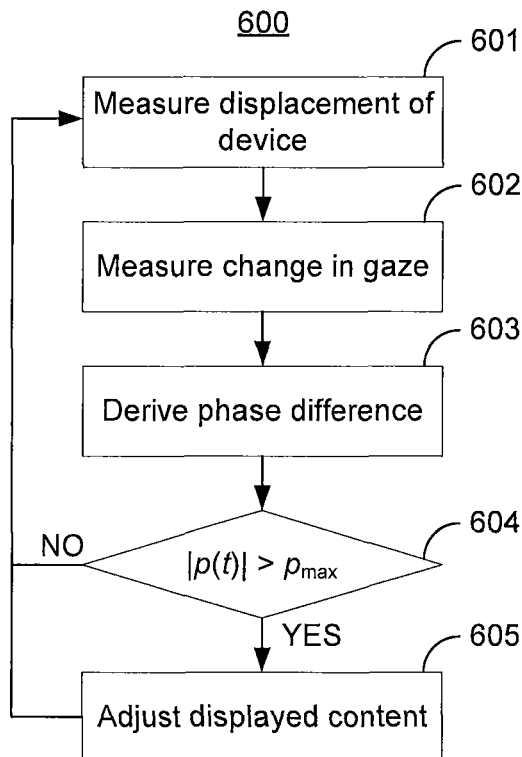 600
601
Measure displacement of
device
602
Measure change in gaze
603
Derive phase difference
604
NO
|p(t)| > pmax
YES
605
Adjust displayed content